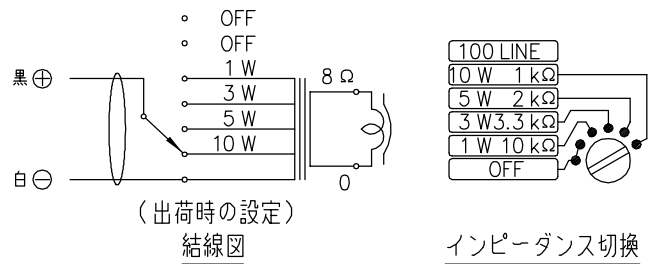 OFF
OFF
1 W
3 W
5 W
10 W
黒 ⊕
白 ⊖
8 Ω
0
(出荷時の設定)
結線図
100 LINE
10 W 1 kΩ
5 W 2 kΩ
3 W 3.3 kΩ
1 W 10 kΩ
OFF
インピーダンス切換